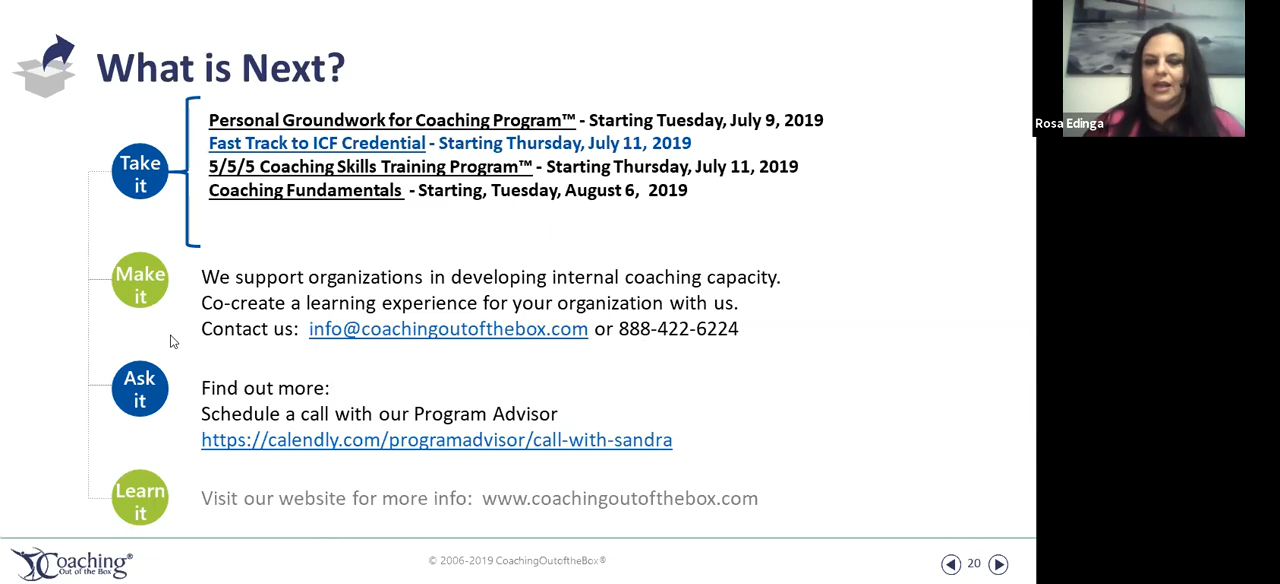 What is Next?
Take it
Personal Groundwork for Coaching Program™ - Starting Tuesday, July 9, 2019
Fast Track to ICF Credential - Starting Thursday, July 11, 2019
5/5/5 Coaching Skills Training Program™ - Starting Thursday, July 11, 2019
Coaching Fundamentals - Starting, Tuesday, August 6, 2019
Make it
We support organizations in developing internal coaching capacity.
Co-create a learning experience for your organization with us.
Contact us: info@coachingoutofthebox.com or 888-422-6224
Ask it
Find out more:
Schedule a call with our Program Advisor
https://calendly.com/programadvisor/call-with-sandra
Learn it
Visit our website for more info: www.coachingoutofthebox.com
Coaching®
Out of the Box
© 2006-2019 CoachingOutoftheBox®
20
Rosa Edinga